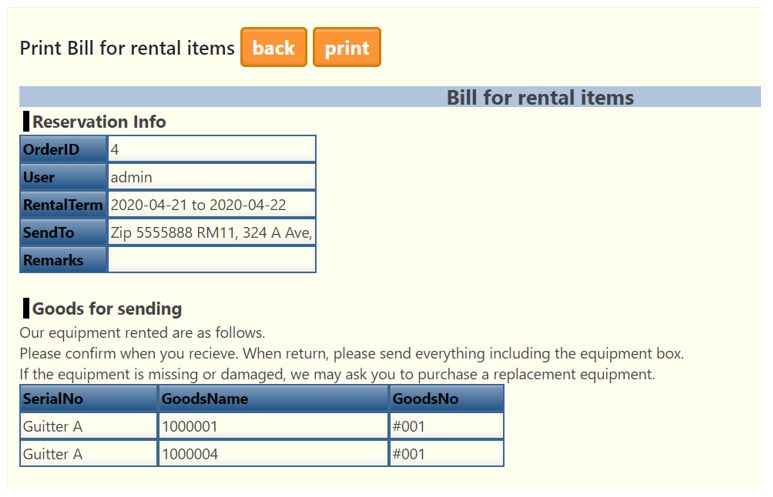 Print Bill for rental items back print
Bill for rental items
Reservation Info
OrderID 4
User admin
RentalTerm 2020-04-21 to 2020-04-22
SendTo Zip 5555888 RM11, 324 A Ave,
Remarks
Goods for sending
Our equipment rented are as follows.
Please confirm when you recieve. When return, please send everything including the equipment box.
If the equipment is missing or damaged, we may ask you to purchase a replacement equipment.
SerialNo GoodsName GoodsNo
Guitter A 1000001 #001
Guitter A 1000004 #001